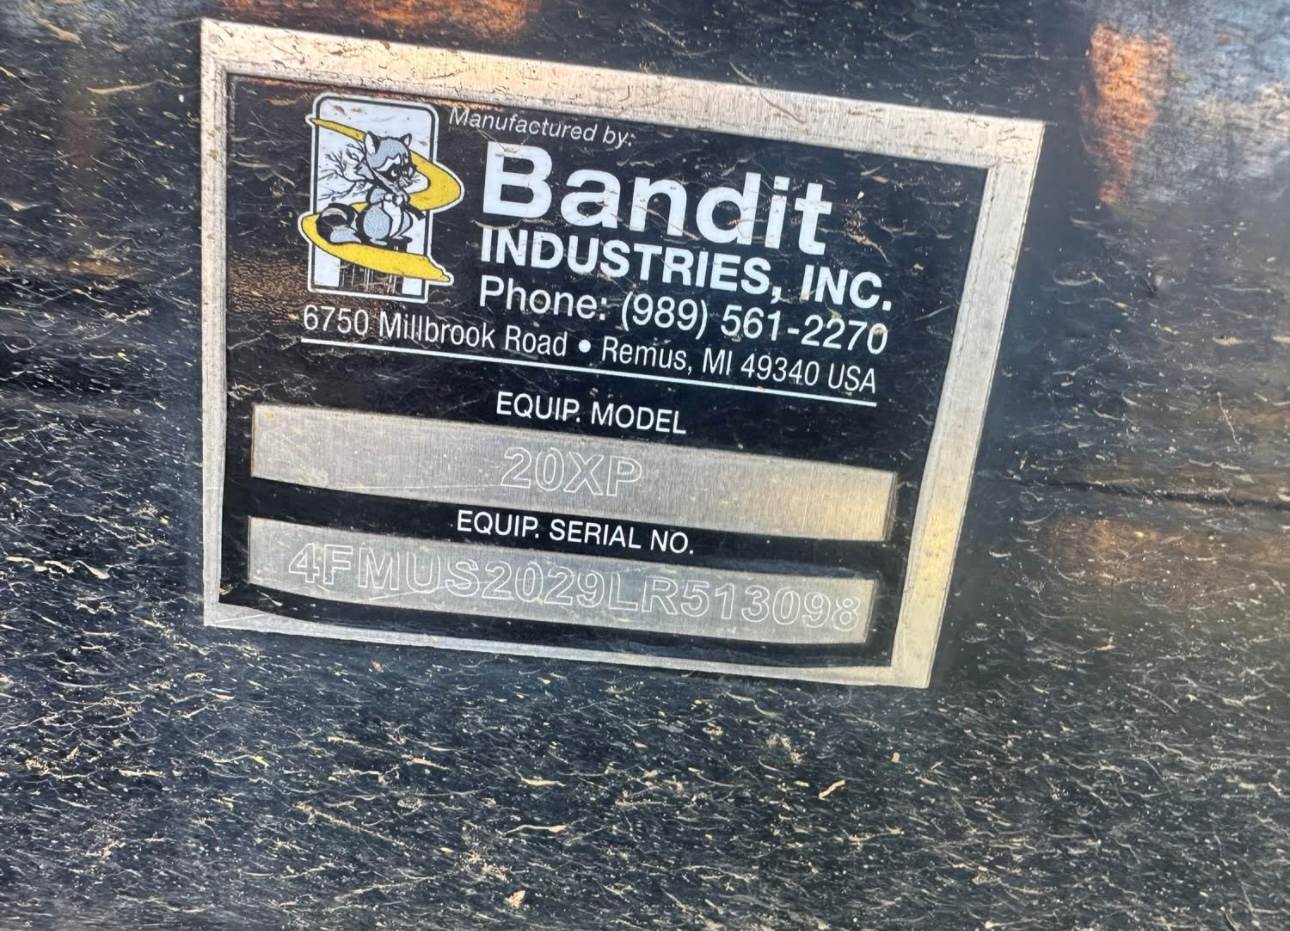 Manufactured by:
Bandit
INDUSTRIES, INC.
Phone: (989) 561-2270
6750 Millbrook Road • Remus, MI 49340 USA
EQUIP. MODEL
20XP
EQUIP. SERIAL NO.
4FMUS2029LR513098